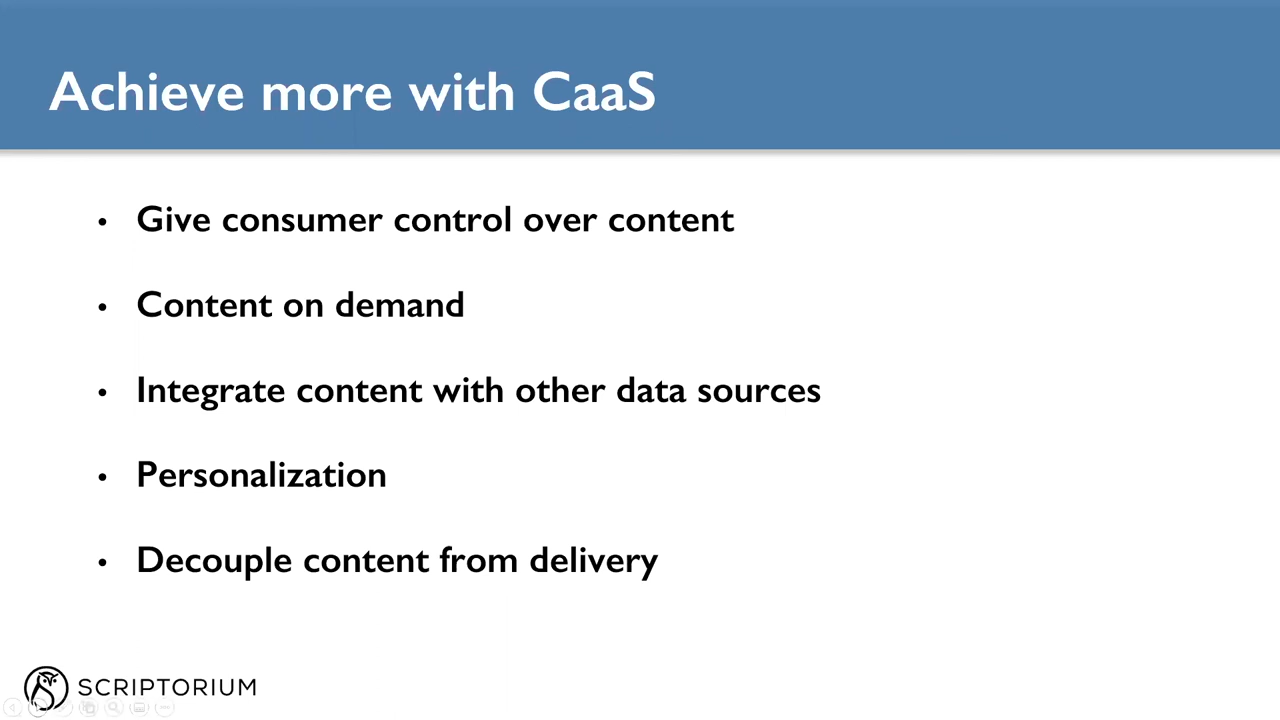 Achieve more with CaaS
• Give consumer control over content
• Content on demand
• Integrate content with other data sources
• Personalization
• Decouple content from delivery
SCRIPTORIUM